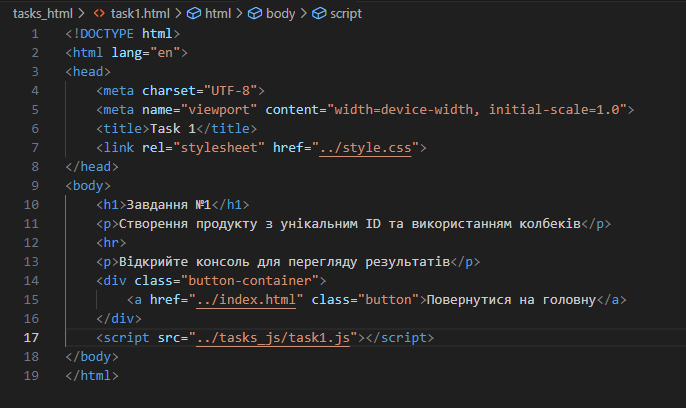 tasks_html > task1.html > html > body > script
1 <!DOCTYPE html>
2 <html lang="en">
3 <head>
4     <meta charset="UTF-8">
5     <meta name="viewport" content="width=device-width, initial-scale=1.0">
6     <title>Task 1</title>
7     <link rel="stylesheet" href="../style.css">
8 </head>
9 <body>
10     <h1>Завдання №1</h1>
11     <p>Створення продукту з унікальним ID та використанням колбеків</p>
12     <hr>
13     <p>Відкрийте консоль для перегляду результатів</p>
14     <div class="button-container">
15         <a href="../index.html" class="button">Повернутися на головну</a>
16     </div>
17     <script src="../tasks_js/task1.js"></script>
18 </body>
19 </html>